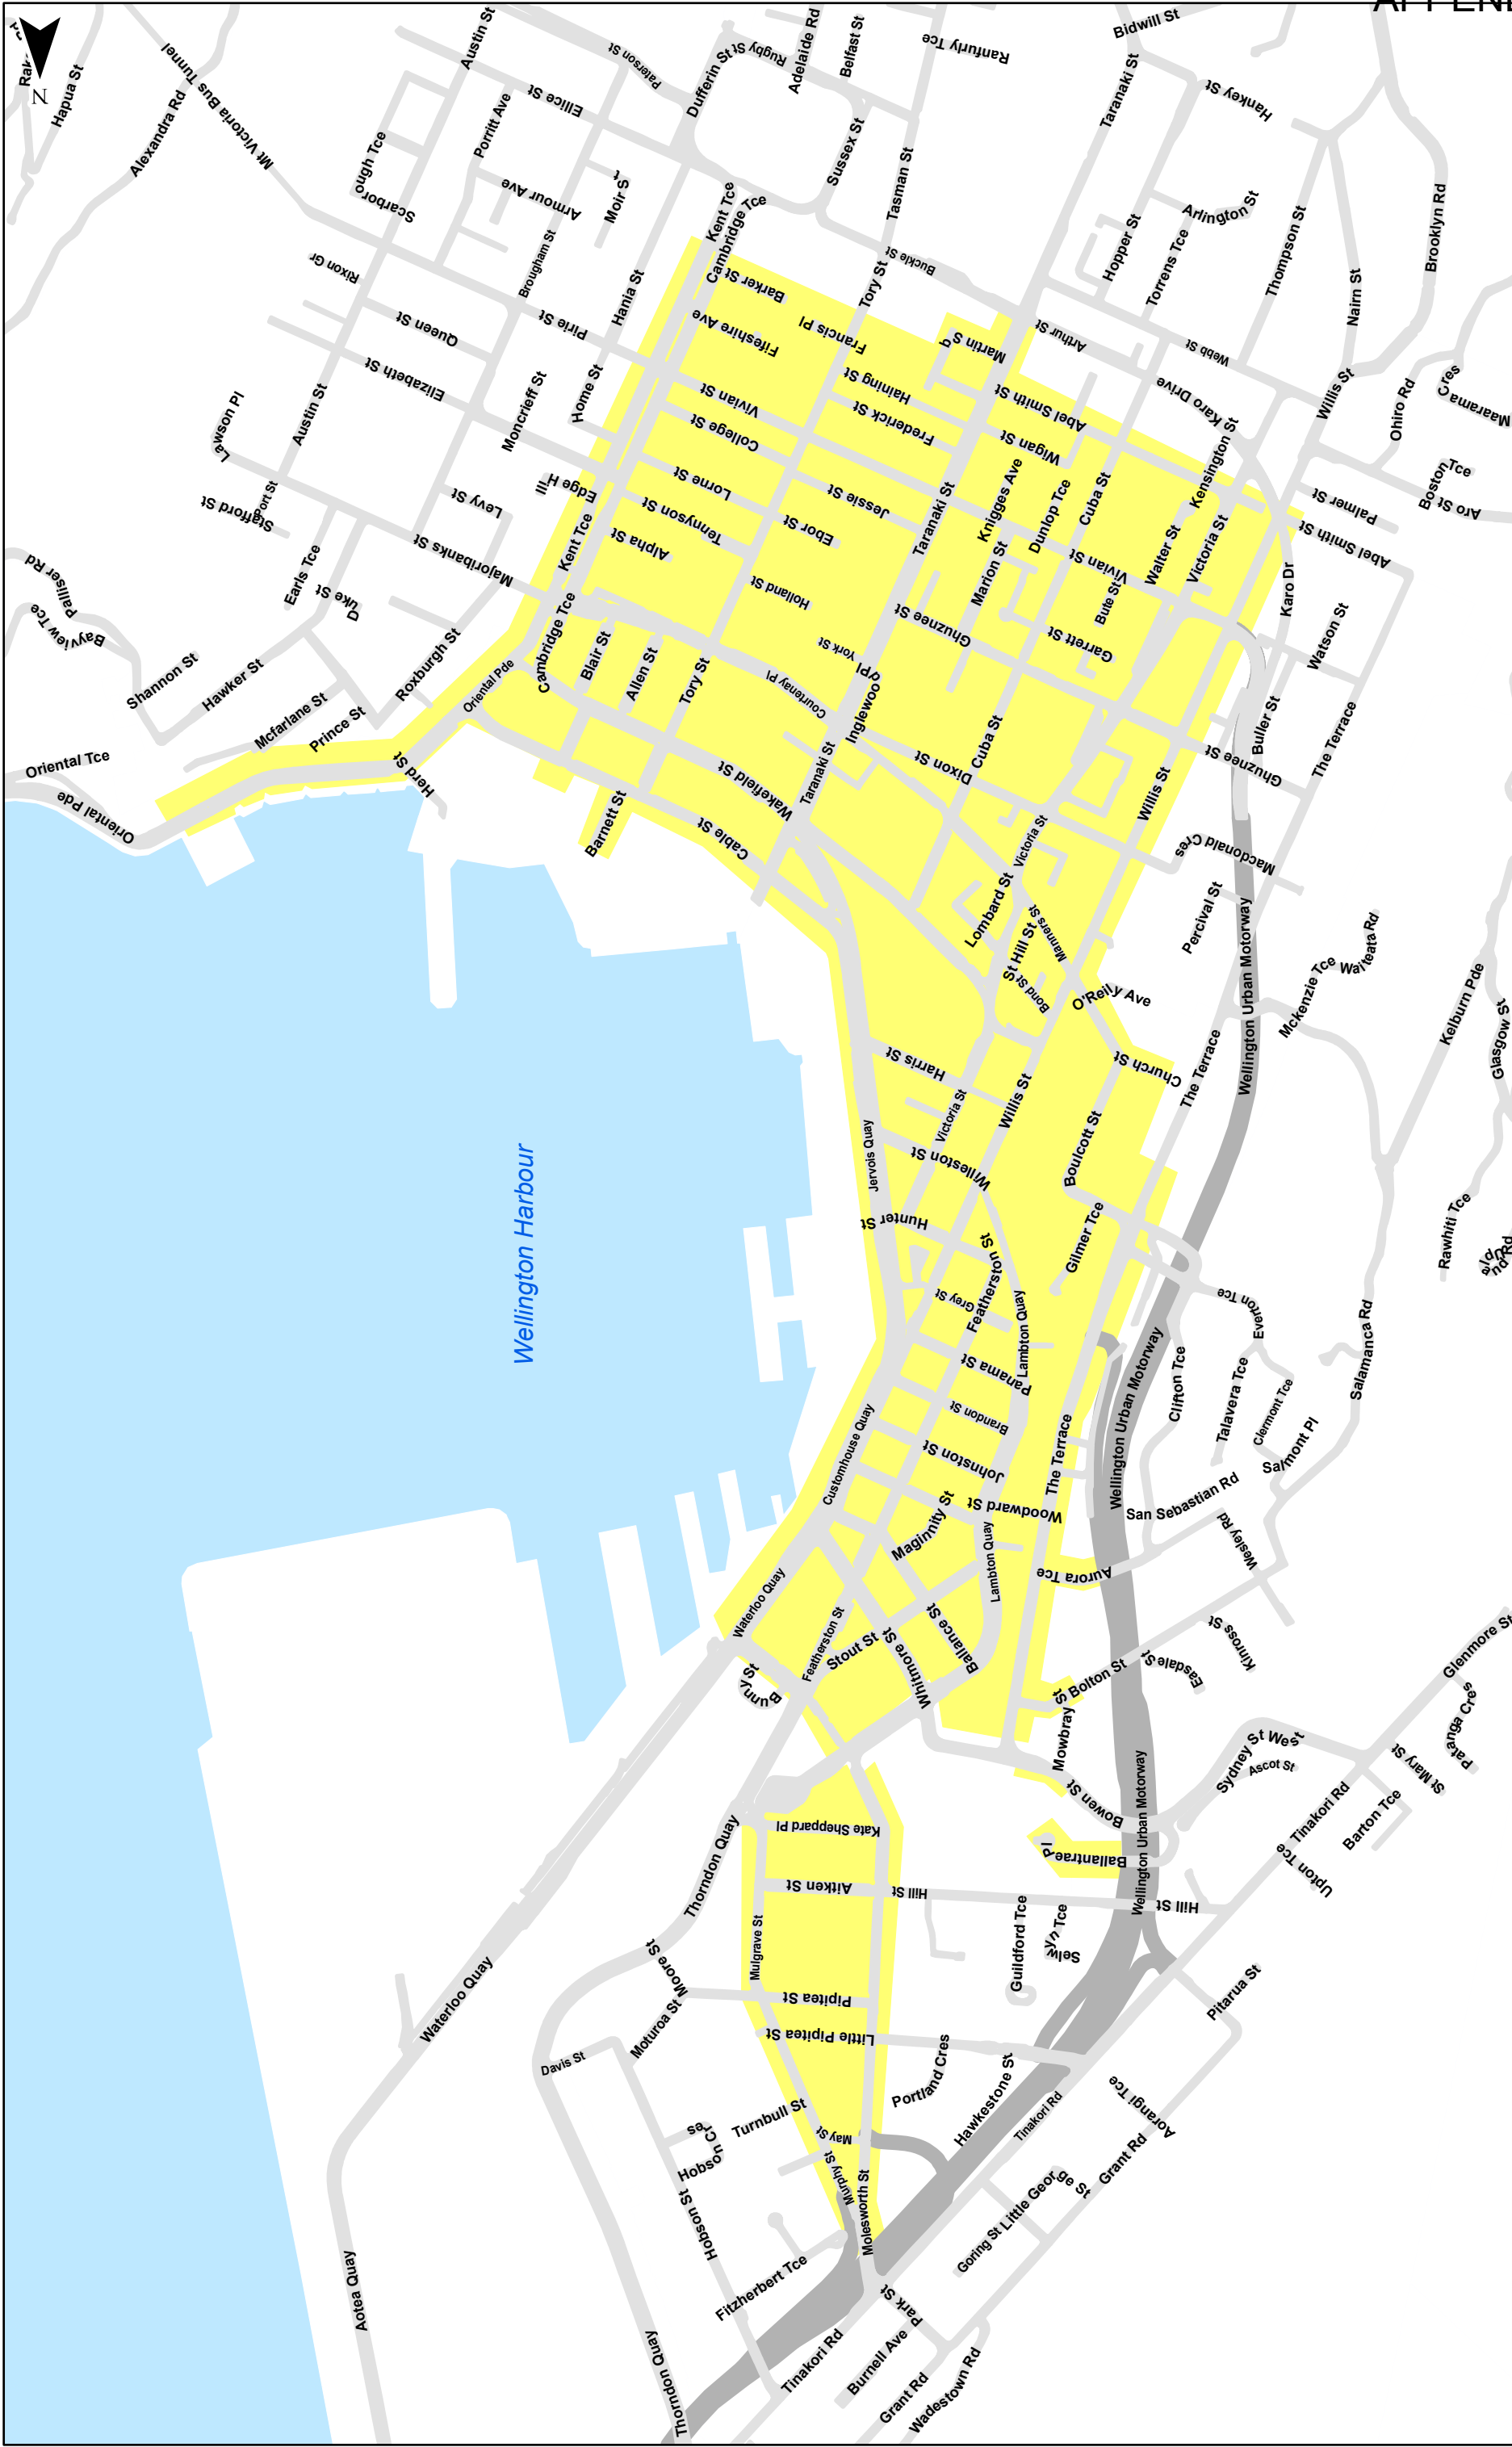 N
Hapua St
Alexandra Rd
Mt Victoria Bus Tunnel
Austin St
Ellice St
Paterson St
Dufferin St
Rugby St
Adelaide Rd
Belfast St
Ranfurly Tce
Bidwill St
Taranaki St
Hankey St
Porritt Ave
Armour Ave
Moir St
Scarborough Tce
Brougham St
Hania St
Kent Tce
Cambridge Tce
Sussex St
Tasman St
Buckle St
Tory St
Hopper St
Torrens Tce
Arlington St
Thompson St
Nairn St
Brooklyn Rd
Rixon Gr
Queen St
Pirie St
Elizabeth St
Barker St
Fifeshire Ave
Francis Pl
Martin Sq
Arthur St
Webb St
Karo Drive
Willis St
Ohiro Rd
Maarama Cres
Lawson Pl
Austin St
Moncrieff St
Home St
Vivian St
College St
Haining St
Frederick St
Abel Smith St
Wigan St
Kensington St
Boston Tce
Aro St
Palmer St
Abel Smith St
Stafford St
Port St
Levy St
Edge Hill
Lorne St
Tennyson St
Jessie St
Ebor St
Alpha St
Taranaki St
Knigges Ave
Dunlop Tce
Cuba St
Vivian St
Walter St
Victoria St
Karo Dr
Majoribanks St
Kent Tce
Earls Tce
Duke St
Palliser Rd
Bayview Tce
Holland St
Marion St
Bute St
Ghuznee St
Garrett St
Watson St
Shannon St
Hawker St
Roxburgh St
Oriental Pde
Cambridge Tce
Blair St
Allen St
Tory St
York St
Courtenay Pl
Inglewood Pl
Mcfarlane St
Prince St
Oriental Tce
Oriental Pde
Herd St
Buller St
The Terrace
Ghuznee St
Cuba St
Dixon St
Taranaki St
Wakefield St
Barnett St
Cable St
Willis St
Victoria St
Macdonald Cres
Lombard St
Manners St
St Hill St
Bond St
Percival St
O'Reily Ave
Wellington Urban Motorway
Mckenzie Tce
Waiteata Rd
Kelburn Pde
Glasgow St
Church St
The Terrace
Harris St
Victoria St
Willis St
Boulcott St
Jervois Quay
Willeston St
Wellington Harbour
Hunter St
Gilmer Tce
Featherston St
Grey St
Lambton Quay
Panama St
Rawhiti Tce
Everton Tce
Salamanca Rd
Clifton Tce
Talavera Tce
Clermont Tce
Salmont Pl
Wellington Urban Motorway
Brandon St
Johnston St
Customhouse Quay
The Terrace
Woodward St
Maginnity St
San Sebastian Rd
Wesley Rd
Lambton Quay
Aurora Tce
Waterloo Quay
Featherston St
Stout St
Whitmore St
Ballance St
Bunny St
Bolton St
Easdale St
Kinross St
Glenmore St
Mowbray St
Bowen St
Sydney St West
Ascot St
Patanga Cres
St Mary St
Tinakori Rd
Barton Tce
Upton Tce
Wellington Urban Motorway
Ballantrae Pl
Kate Sheppard Pl
Thorndon Quay
Aitken St
Hill St
Hill St
Mulgrave St
Guildford Tce
Selwyn Tce
Waterloo Quay
Moore St
Moturoa St
Pipitea St
Little Pipitea St
Pitarua St
Davis St
Portland Cres
Hawkestone St
Tinakori Rd
Aorangi Tce
Turnbull St
Hobson Cres
May St
Murphy St
Molesworth St
Hobson St
Grant Rd
Little George St
Goring St
Fitzherbert Tce
Park St
Aotea Quay
Thorndon Quay
Tinakori Rd
Burnell Ave
Grant Rd
Wadestown Rd